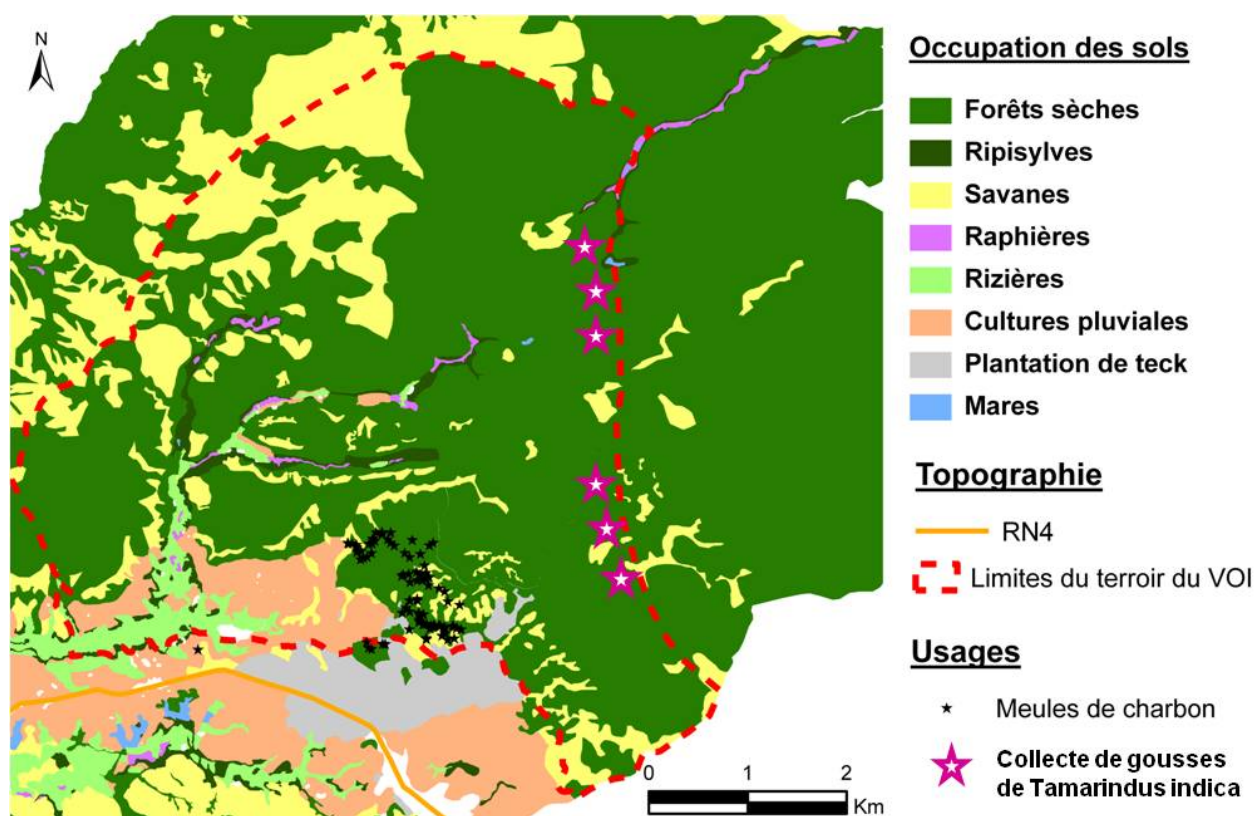 N
Occupation des sols
Forêts sèches
Ripisylves
Savanes
Raphières
Rizières
Cultures pluviales
Plantation de teck
Mares
Topographie
RN4
Limites du terroir du VOI
Usages
Meules de charbon
Collecte de gousses
de Tamarindus indica
0 1 2
Km